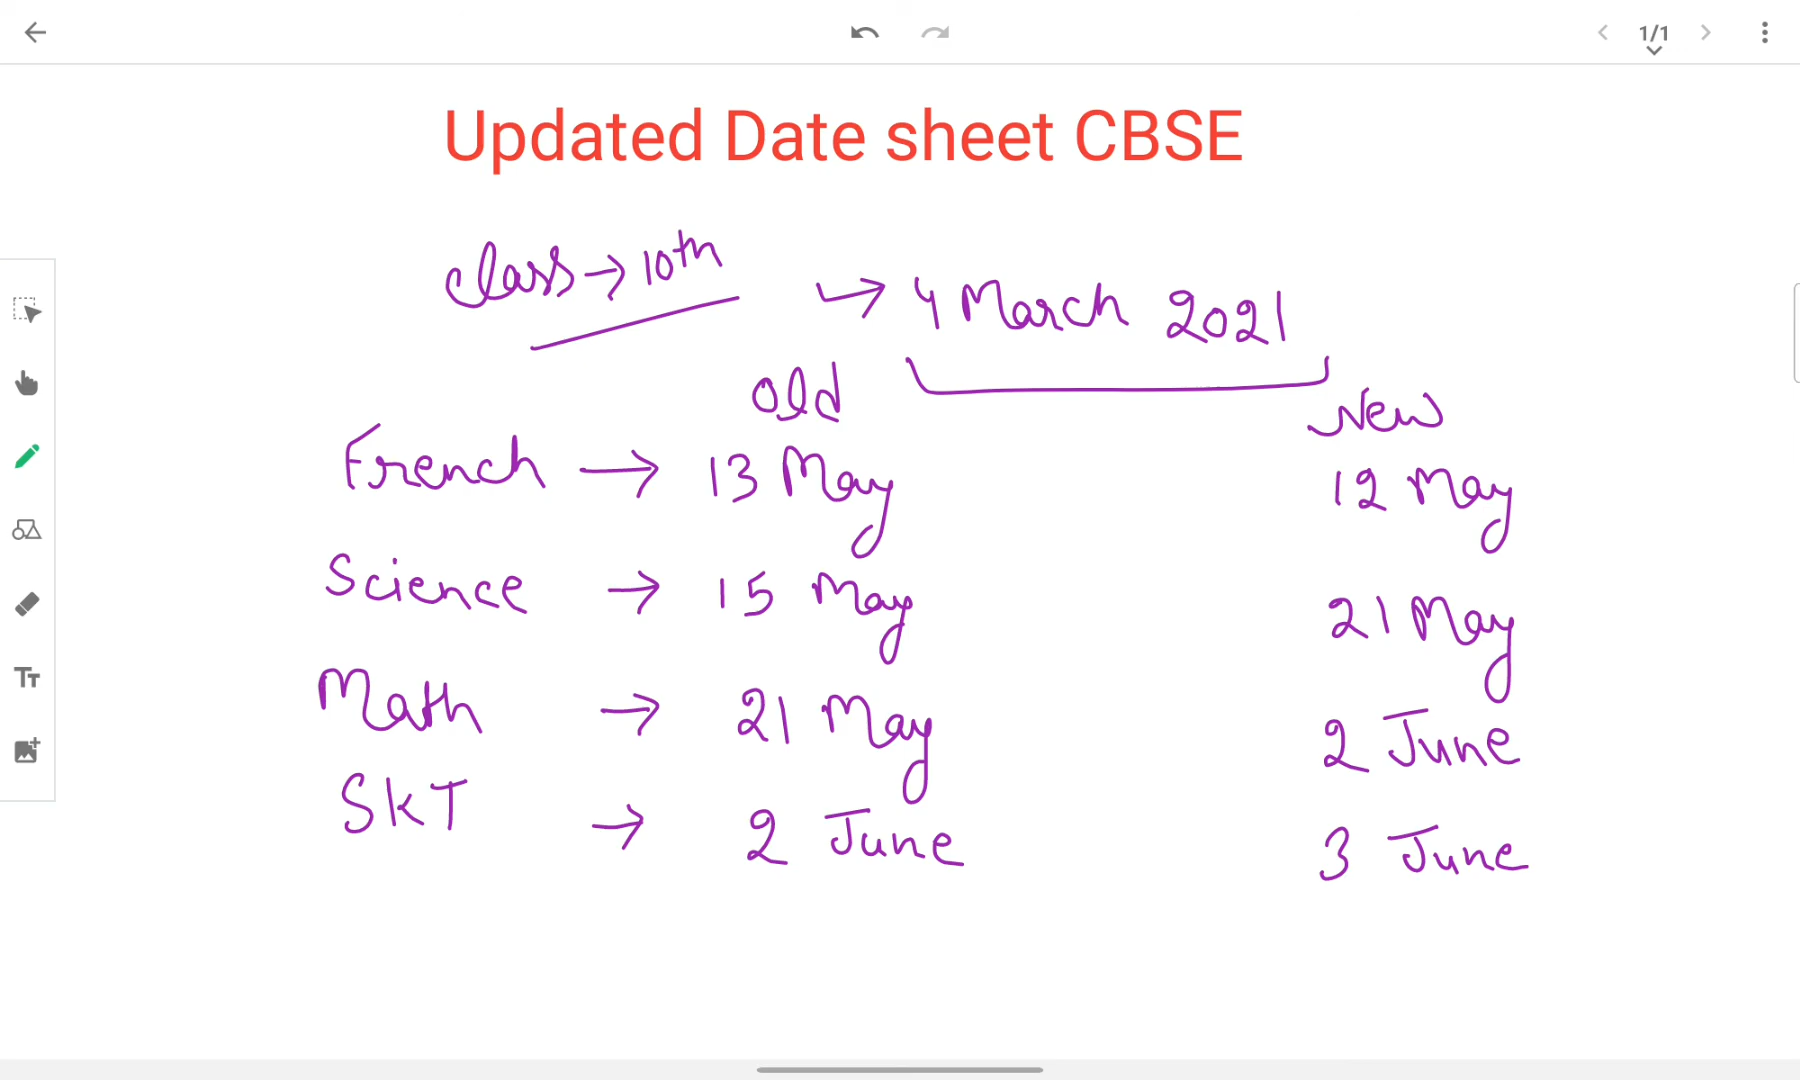 1/1
Updated Date sheet CBSE
Class → 10th
→ 4 March 2021
Old New
French → 13 May 12 May
Science → 15 May 21 May
Math → 21 May 2 June
SKT → 2 June 3 June
Tт